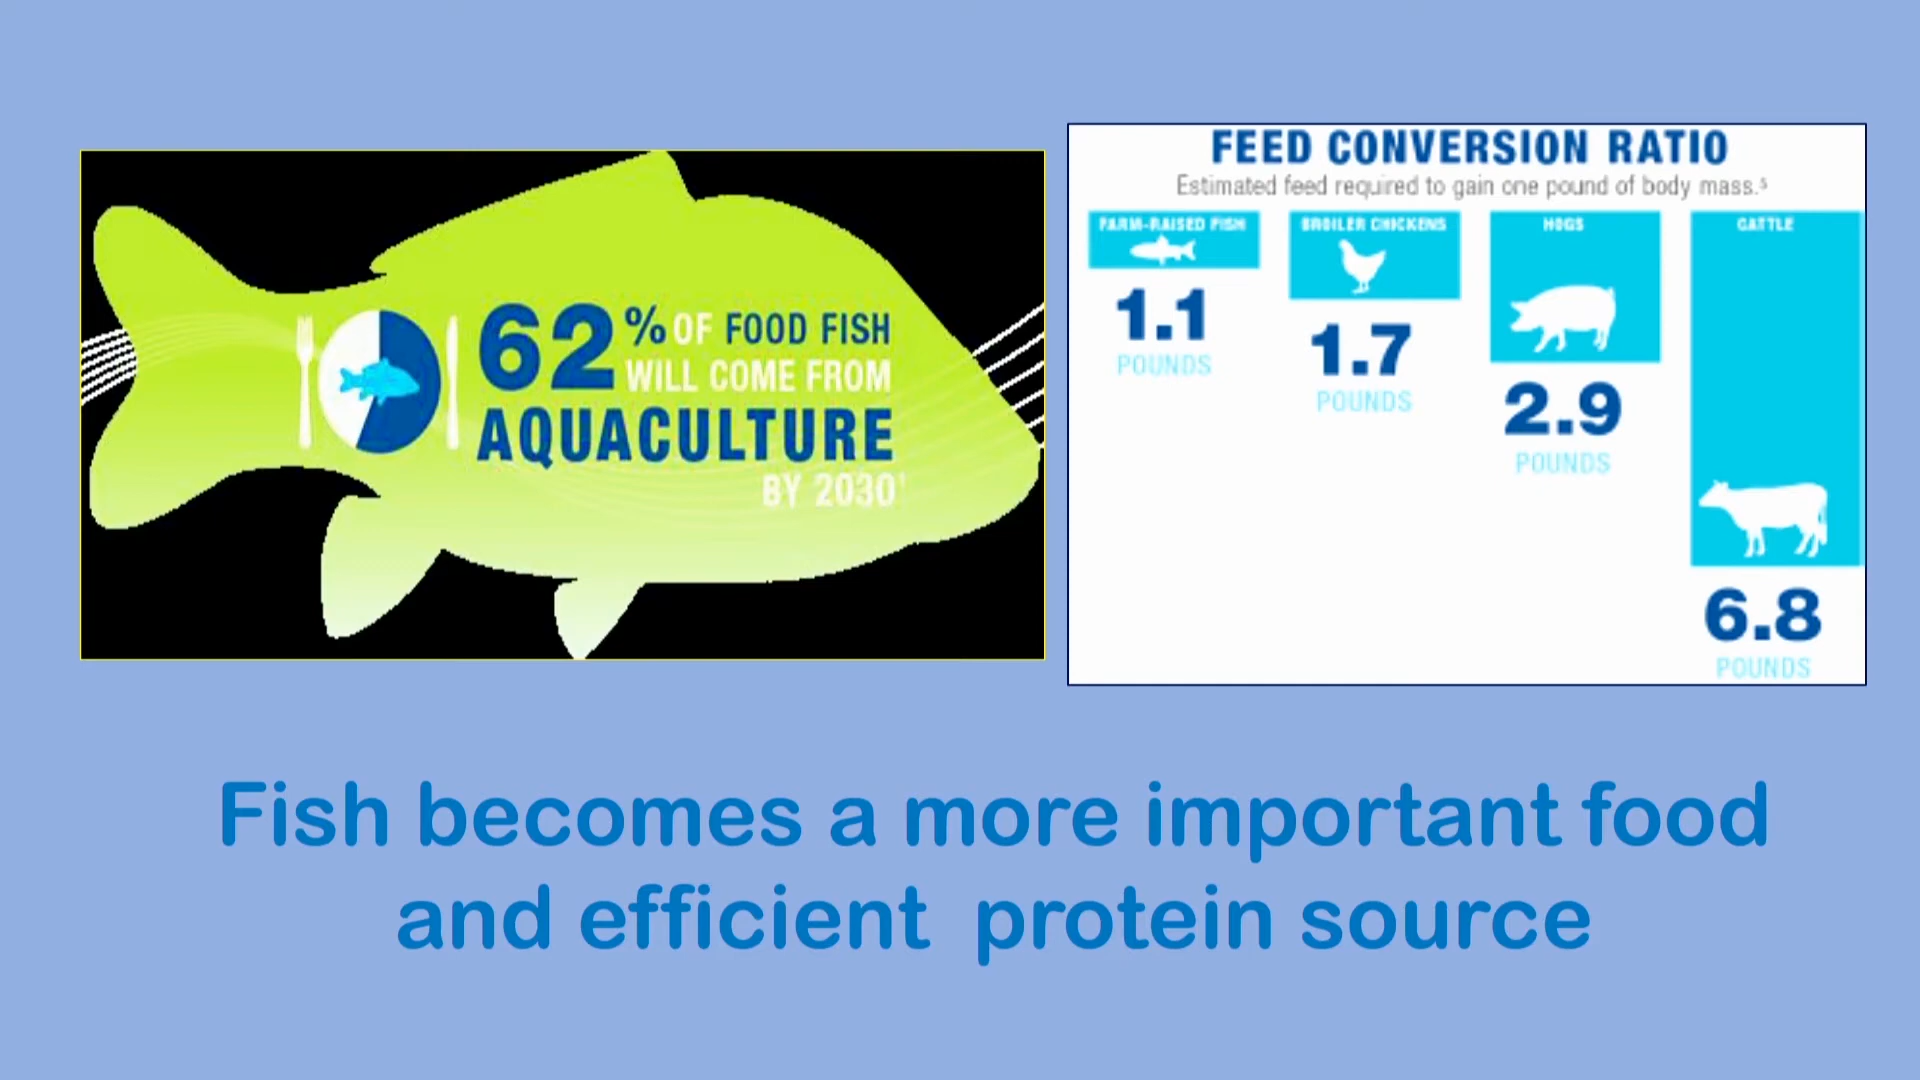 62% OF FOOD FISH
WILL COME FROM
AQUACULTURE
BY 2030¹
FEED CONVERSION RATIO
Estimated feed required to gain one pound of body mass.⁵
FARM-RAISED FISH
1.1
POUNDS
BROILER CHICKENS
1.7
POUNDS
HOGS
2.9
POUNDS
CATTLE
6.8
POUNDS
Fish becomes a more important food
and efficient protein source